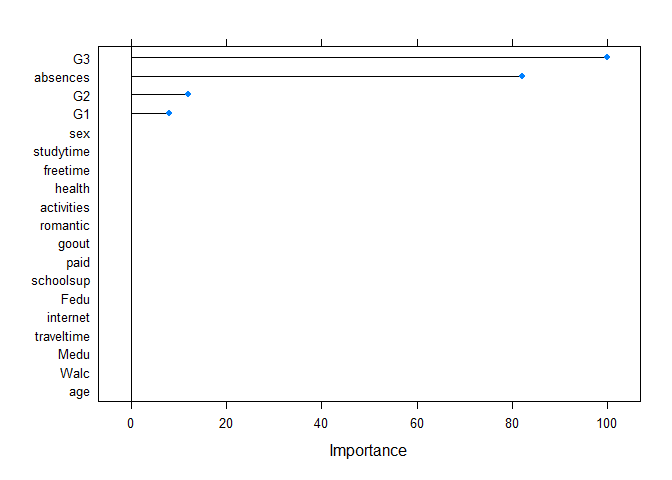 G3
absences
G2
G1
sex
studytime
freetime
health
activities
romantic
goout
paid
schoolsup
Fedu
internet
traveltime
Medu
Walc
age
0 20 40 60 80 100
Importance